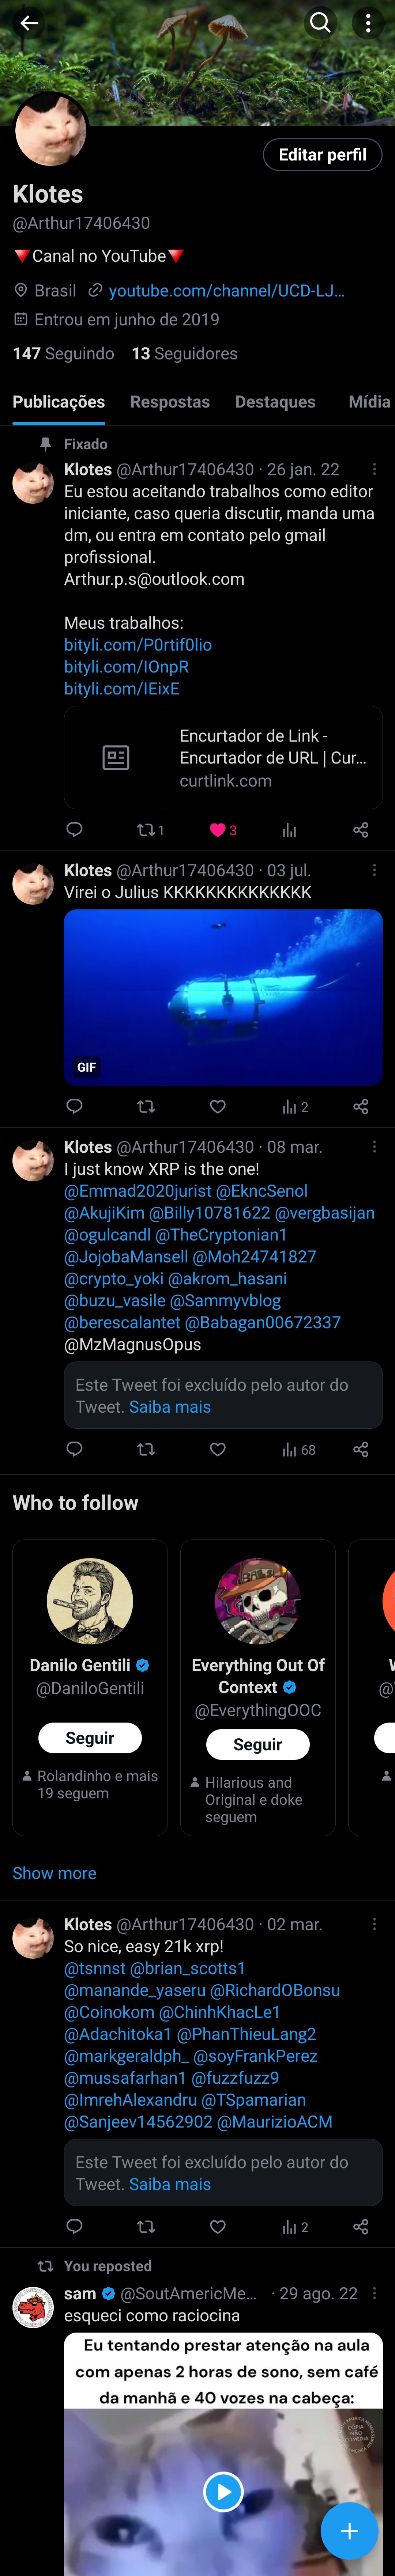 Editar perfil
Klotes
@Arthur17406430
🔻Canal no YouTube🔻
Brasil youtube.com/channel/UCD-LJ...
Entrou em junho de 2019
147 Seguindo 13 Seguidores
Publicações Respostas Destaques Mídia
Fixado
Klotes @Arthur17406430 · 26 jan. 22
Eu estou aceitando trabalhos como editor
iniciante, caso queria discutir, manda uma
dm, ou entra em contato pelo gmail
profissional.
Arthur.p.s@outlook.com
Meus trabalhos:
bityli.com/P0rtif0lio
bityli.com/IOnpR
bityli.com/IEixE
Encurtador de Link -
Encurtador de URL | Cur...
curtlink.com
1 3
Klotes @Arthur17406430 · 03 jul.
Virei o Julius KKKKKKKKKKKKKK
GIF
2
Klotes @Arthur17406430 · 08 mar.
I just know XRP is the one!
@Emmad2020jurist @EkncSenol
@AkujiKim @Billy10781622 @vergbasijan
@ogulcandl @TheCryptonian1
@JojobaMansell @Moh24741827
@crypto_yoki @akrom_hasani
@buzu_vasile @Sammyvblog
@berescalantet @Babagan00672337
@MzMagnusOpus
Este Tweet foi excluído pelo autor do
Tweet. Saiba mais
68
Who to follow
Danilo Gentili
@DaniloGentili
Seguir
Rolandinho e mais
19 seguem
BALLS
Everything Out Of
Context
@EverythingOOC
Seguir
Hilarious and
Original e doke
seguem
Show more
Klotes @Arthur17406430 · 02 mar.
So nice, easy 21k xrp!
@tsnnst @brian_scotts1
@manande_yaseru @RichardOBonsu
@Coinokom @ChinhKhacLe1
@Adachitoka1 @PhanThieuLang2
@markgeraldph_ @soyFrankPerez
@mussafarhan1 @fuzzfuzz9
@ImrehAlexandru @TSpamarian
@Sanjeev14562902 @MaurizioACM
Este Tweet foi excluído pelo autor do
Tweet. Saiba mais
2
You reposted
sam @SoutAmericMe... · 29 ago. 22
esqueci como raciocina
Eu tentando prestar atenção na aula
com apenas 2 horas de sono, sem café
da manhã e 40 vozes na cabeça:
COPIA
NÃO
COMEDIA